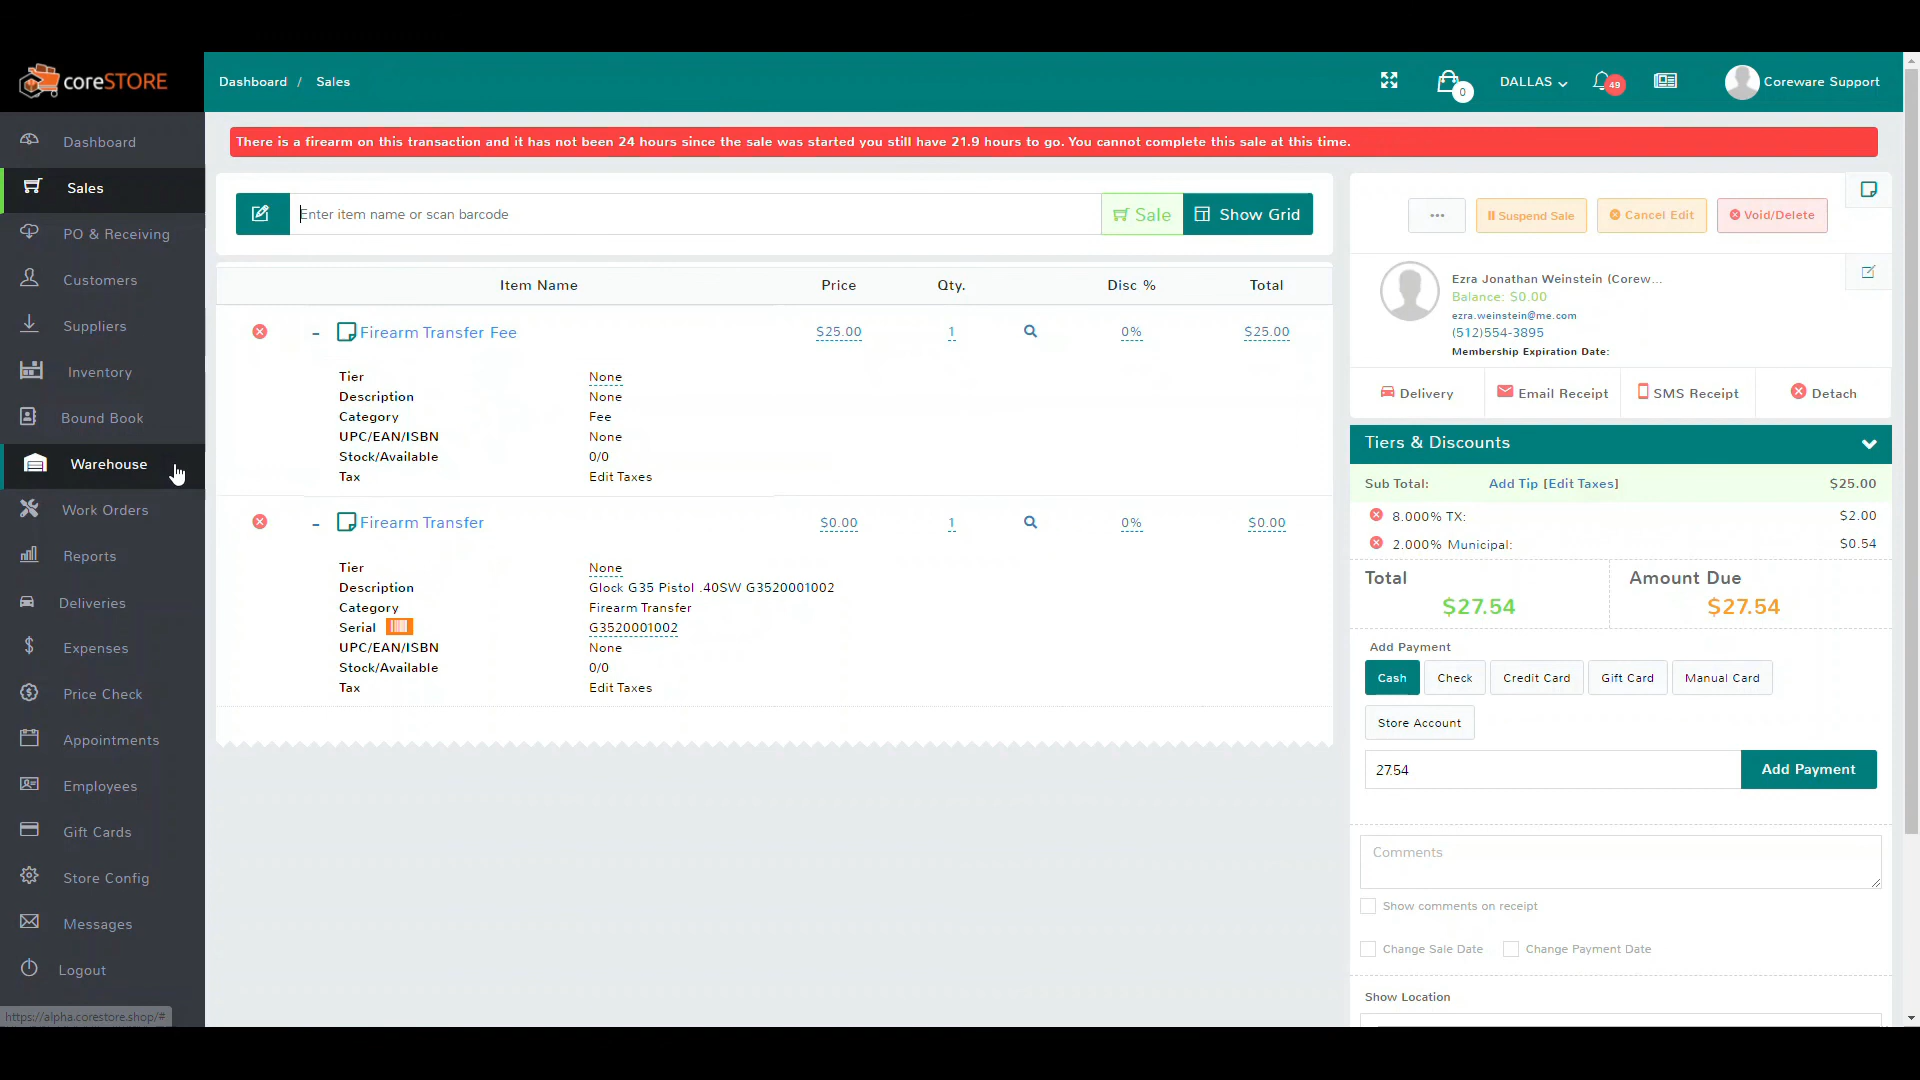 coreSTORE
Dashboard / Sales
0
DALLAS
49
Coreware Support
Dashboard
Sales
PO & Receiving
Customers
Suppliers
Inventory
Bound Book
Warehouse
Work Orders
Reports
Deliveries
Expenses
Price Check
Appointments
Employees
Gift Cards
Store Config
Messages
Logout
https://alpha.corestore.shop/#
There is a firearm on this transaction and it has not been 24 hours since the sale was started you still have 21.9 hours to go. You cannot complete this sale at this time.
Enter item name or scan barcode
Sale
Show Grid
Item Name Price Qty. Disc % Total
Firearm Transfer Fee $25.00 1 0% $25.00
Tier None
Description None
Category Fee
UPC/EAN/ISBN None
Stock/Available 0/0
Tax Edit Taxes
Firearm Transfer $0.00 1 0% $0.00
Tier None
Description Glock G35 Pistol .40SW G3520001002
Category Firearm Transfer
Serial G3520001002
UPC/EAN/ISBN None
Stock/Available 0/0
Tax Edit Taxes
... Suspend Sale Cancel Edit Void/Delete
Ezra Jonathan Weinstein (Corew...
Balance: $0.00
ezra.weinstein@me.com
(512)554-3895
Membership Expiration Date:
Delivery Email Receipt SMS Receipt Detach
Tiers & Discounts
Sub Total: Add Tip [Edit Taxes] $25.00
8.000% TX: $2.00
2.000% Municipal: $0.54
Total Amount Due
$27.54 $27.54
Add Payment
Cash Check Credit Card Gift Card Manual Card
Store Account
27.54 Add Payment
Comments
Show comments on receipt
Change Sale Date Change Payment Date
Show Location